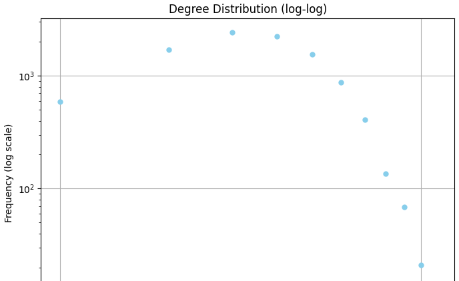 Degree Distribution (log-log)
10³
10²
Frequency (log scale)